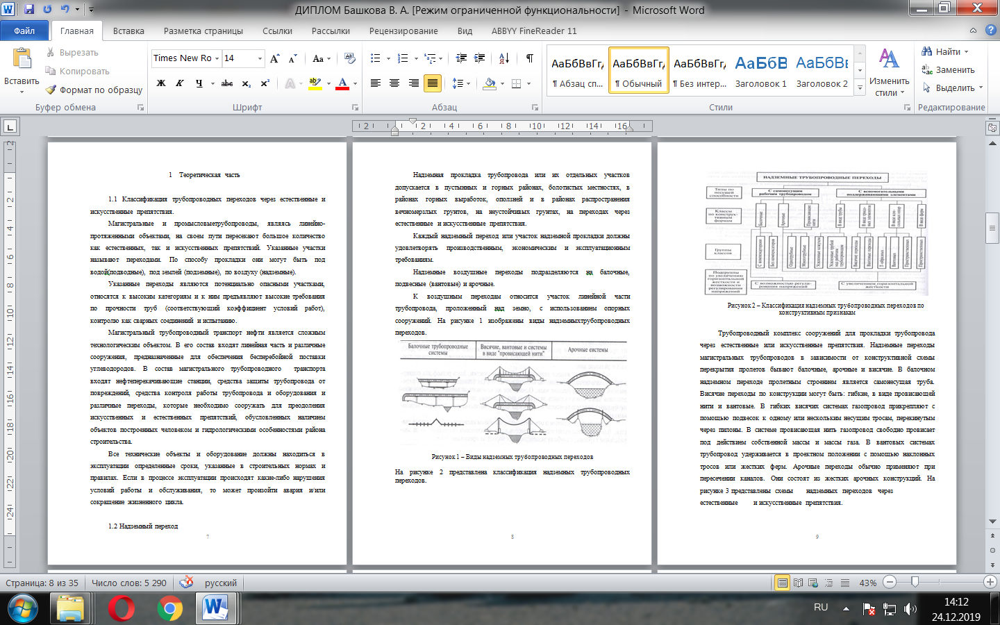 ДИПЛОМ Башкова В. А. [Режим ограниченной функциональности] - Microsoft Word
Файл Главная Вставка Разметка страницы Ссылки Рассылки Рецензирование Вид ABBYY FineReader 11
Вставить
Вырезать
Копировать
Формат по образцу
Буфер обмена
Times New Ro 14
Ж К Ч abc x₂ x²
Шрифт
Абзац
АаБбВвГг, АаБбВвГг, АаБбВвГг, АаБбВ АаБбВв
¶ Абзац сп... ¶ Обычный ¶ Без интер... Заголовок 1 Заголовок 2
Стили
Изменить стили
Найти
Заменить
Выделить
Редактирование
1 Теоретическая часть
1.1 Классификация трубопроводных переходов через естественные и
искусственные препятствия.
Магистральные и промысловыетрубопроводы, являясь линейно-
протяженными объектами, на своем пути пересекают большое количество
как естественных, так и искусственных препятствий. Указанные участки
называют переходами. По способу прокладки они могут быть под
водой(подводные), под землей (подземные), по воздуху (надземные).
Указанные переходы являются потенциально опасными участками,
относятся к высоким категориям и к ним предъявляют высокие требования
по прочности труб (соответствующий коэффициент условий работ),
контролю как сварных соединений и испытанию.
Магистральный трубопроводный транспорт нефти является сложным
технологическим объектом. В его состав входят линейная часть и различные
сооружения, предназначенные для обеспечения бесперебойной поставки
углеводородов. В состав магистрального трубопроводного транспорта
входят нефтеперекачивающие станции, средства защиты трубопровода от
повреждений, средства контроля работы трубопровода и оборудования и
различные переходы, которые необходимо сооружать для преодоления
искусственных и естественных препятствий, обусловленных наличием
объектов построенных человеком и гидрологическими особенностями района
строительства.
Все технические объекты и оборудование должны находиться в
эксплуатации определенные сроки, указанные в строительных нормах и
правилах. Если в процессе эксплуатации происходят какие-либо нарушения
условий работы и обслуживания, то может произойти авария и/или
сокращение жизненного цикла.
1.2 Надземный переход
7
Надземная прокладка трубопровода или их отдельных участков
допускается в пустынных и горных районах, болотистых местностях, в
районах горных выработок, оползней и в районах распространения
вечномерзлых грунтов, на неустойчивых грунтах, на переходах через
естественные и искусственные препятствия.
Каждый надземный переход или участок надземной прокладки должны
удовлетворять производственным, экономическим и эксплуатационным
требованиям.
Надземные воздушные переходы подразделяются на балочные,
подвесные (вантовые) и арочные.
К воздушным переходам относится участок линейной части
трубопровода, проложенный над земно, с использованием опорных
сооружений. На рисунке 1 изображены виды надземныхтрубопроводных
переходов.
Балочные трубопроводные системы
Висячие, вантовые и системы в виде "провисающей нити"
Арочные системы
Рисунок 1 – Виды надземных трубопроводных переходов
На рисунке 2 представлена классификация надземных трубопроводных
переходов.
8
НАДЗЕМНЫЕ ТРУБОПРОВОДНЫЕ ПЕРЕХОДЫ
Типы по несущей способности
С самонесущим рабочим трубопроводом
С вспомогательными поддерживающими элементами
Классы по конструктивным формам
Балочные
Арочные
Провисающие нити
В виде трубы
В виде ферм
Группы классов
С компенсаторами
Без компенсаторов
Однотрубные
Многотрубные
Висячие переходы
Вантовые переходы
Т-образных
Пространственных
Подгруппы по увеличению горизонтальной жесткости и возможности регулирования напряжений
С возможностью регулирования напряжений
С увеличением горизонтальной жесткости
Рисунок 2 – Классификация надземных трубопроводных переходов по
конструктивным признакам
Трубопроводный комплекс сооружений для прокладки трубопровода
через естественные или искусственные препятствия. Надземные переходы
магистральных трубопроводов в зависимости от конструктивной схемы
перекрытия пролетов бывают балочные, арочные и висячие. В балочном
надземном переходе пролетным строением является самонесущая труба.
Висячие переходы по конструкции могут быть: гибкие, в виде провисающей
нити и вантовые. В гибких висячих системах газопровод прикрепляют с
помощью подвесок к одному или нескольким несущим тросам, перекинутым
через пилоны. В системе провисающая нить газопровод свободно провисает
под действием собственной массы и массы газа. В вантовых системах
трубопровод удерживается в проектном положении с помощью наклонных
тросов или жестких ферм. Арочные переходы обычно применяют при
пересечении каналов. Они состоят из жестких арочных конструкций. На
рисунке 3 представлены схемы надземных переходов через
естественные и искусственные препятствия.
9
Страница: 8 из 35 Число слов: 5 290 русский 43%
RU 14:12
24.12.2019